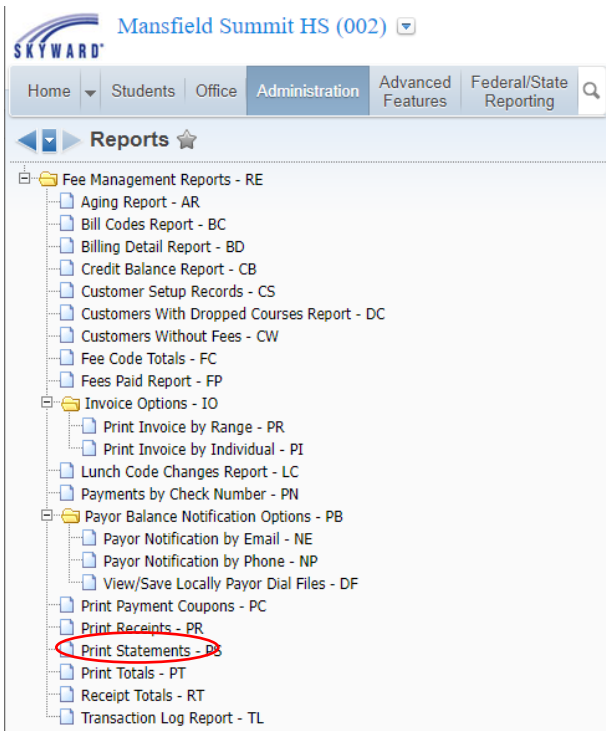 Mansfield Summit HS (002)
SKYWARD
Home Students Office Administration Advanced Features Federal/State Reporting
Reports
Fee Management Reports - RE
Aging Report - AR
Bill Codes Report - BC
Billing Detail Report - BD
Credit Balance Report - CB
Customer Setup Records - CS
Customers With Dropped Courses Report - DC
Customers Without Fees - CW
Fee Code Totals - FC
Fees Paid Report - FP
Invoice Options - IO
Print Invoice by Range - PR
Print Invoice by Individual - PI
Lunch Code Changes Report - LC
Payments by Check Number - PN
Payor Balance Notification Options - PB
Payor Notification by Email - NE
Payor Notification by Phone - NP
View/Save Locally Payor Dial Files - DF
Print Payment Coupons - PC
Print Receipts - PR
Print Statements - PS
Print Totals - PT
Receipt Totals - RT
Transaction Log Report - TL